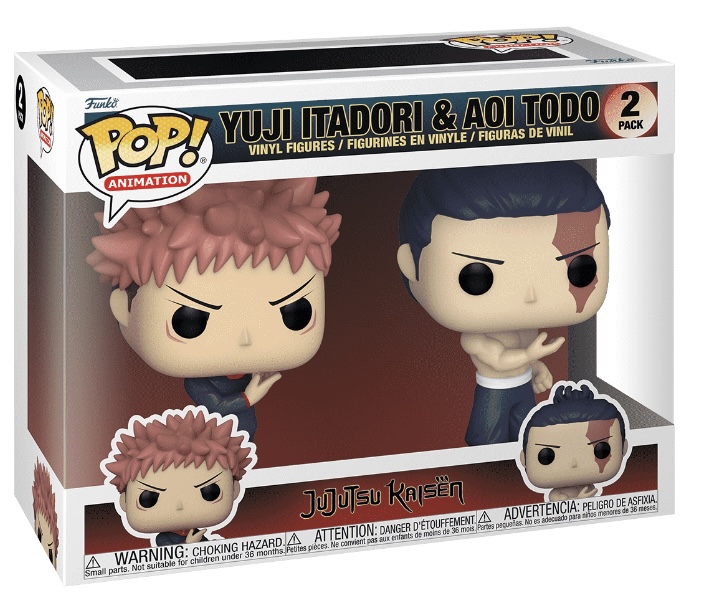 2
Funko
POP!®
ANIMATION
YUJI ITADORI & AOI TODO
VINYL FIGURES / FIGURINES EN VINYLE / FIGURAS DE VINIL
2
PACK
POP!
JUJUTSU KAISEN
WARNING: CHOKING HAZARD.
Small parts. Not suitable for children under 36 months.
ATTENTION: DANGER D'ÉTOUFFEMENT.
Petites pièces. Ne convient pas aux enfants de moins de 36 mois.
ADVERTENCIA: PELIGRO DE ASFIXIA.
Partes pequeñas. No es adecuado para niños menores de 36 meses.